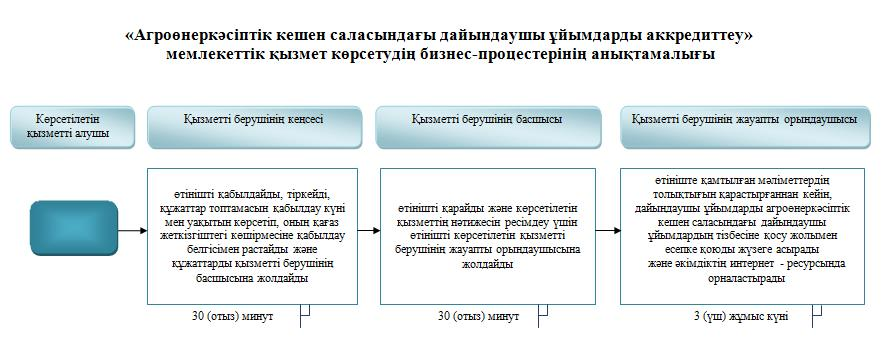 «Агроөнеркәсіптік кешен саласындағы дайындаушы ұйымдарды аккредиттеу»
мемлекеттік қызмет көрсетудің бизнес-процестерінің анықтамалығы
Көрсетілетін
қызметті алушы
Қызметті берушінің кеңсесі
Қызметті берушінің басшысы
Қызметті берушінің жауапты орындаушысы
өтінішті қабылдайды, тіркейді,
құжаттар топтамасын қабылдау күні
мен уақытын көрсетіп, оның қағаз
жеткізгіштегі көшірмесіне қабылдау
белгісімен растайды және
құжаттарды қызметті берушінің
басшысына жолдайды
өтінішті қарайды және көрсетілетін
қызметтің нәтижесін ресімдеу үшін
өтінішті көрсетілетін қызметті
берушінің жауапты орындаушысына
жолдайды
өтініште қамтылған мәліметтердің
толықтығын қарастырғаннан кейін,
дайындаушы ұйымдарды агроөнеркәсіптік
кешен саласындағы дайындаушы
ұйымдардың тізбесіне қосу жолымен
есепке қоюды жүзеге асырады
және әкімдіктің интернет - ресурсында
орналастырады
30 (отыз) минут
30 (отыз) минут
3 (үш) жұмыс күні